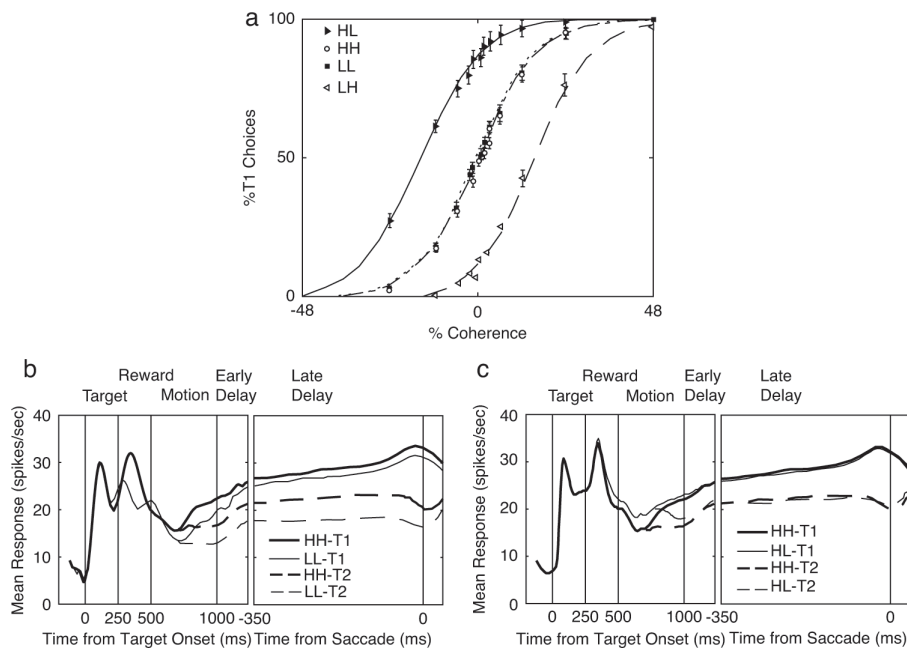 a
100
HL
HH
LL
LH
%T1 Choices
50
0
-48
0
48
% Coherence
b
Reward
Early
Late
Target
Motion
Delay
Delay
Mean Response (spikes/sec)
40
30
20
10
0
HH-T1
LL-T1
HH-T2
LL-T2
0 250 500 1000 -350 0
Time from Target Onset (ms) Time from Saccade (ms)
c
Reward
Early
Late
Target
Motion
Delay
Delay
Mean Response (spikes/sec)
40
30
20
10
0
HH-T1
HL-T1
HH-T2
HL-T2
0 250 500 1000 -350 0
Time from Target Onset (ms) Time from Saccade (ms)